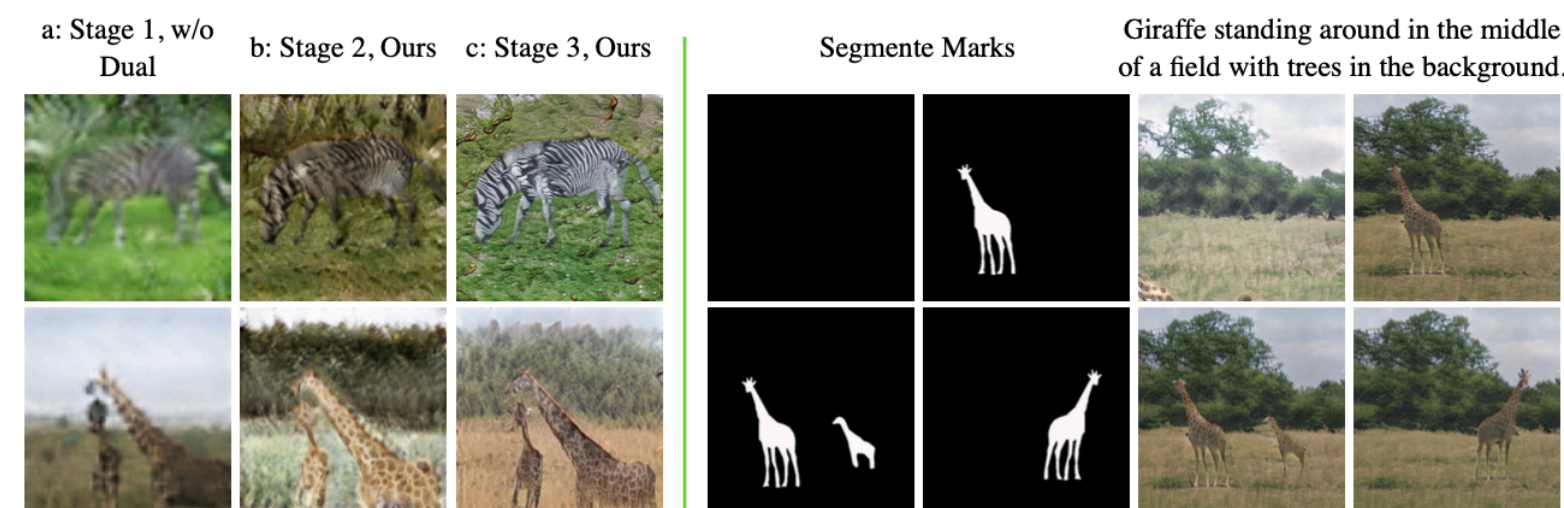 a: Stage 1, w/o
Dual
b: Stage 2, Ours
c: Stage 3, Ours
Segmente Marks
Giraffe standing around in the middle
of a field with trees in the background.